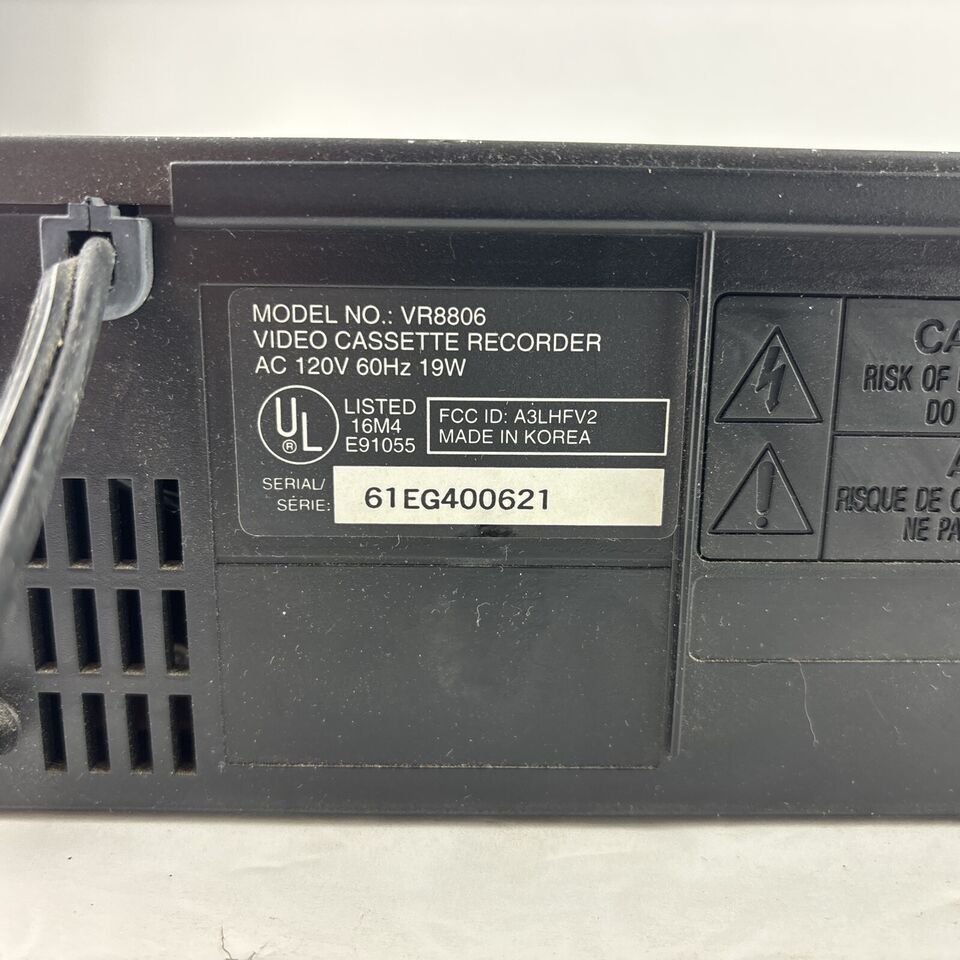 MODEL NO.: VR8806
VIDEO CASSETTE RECORDER
AC 120V 60Hz 19W
UL
®
LISTED
16M4
E91055
FCC ID: A3LHFV2
MADE IN KOREA
SERIAL/
SÉRIE:
61EG400621
RISK OF
DO
RISQUE DE
NE